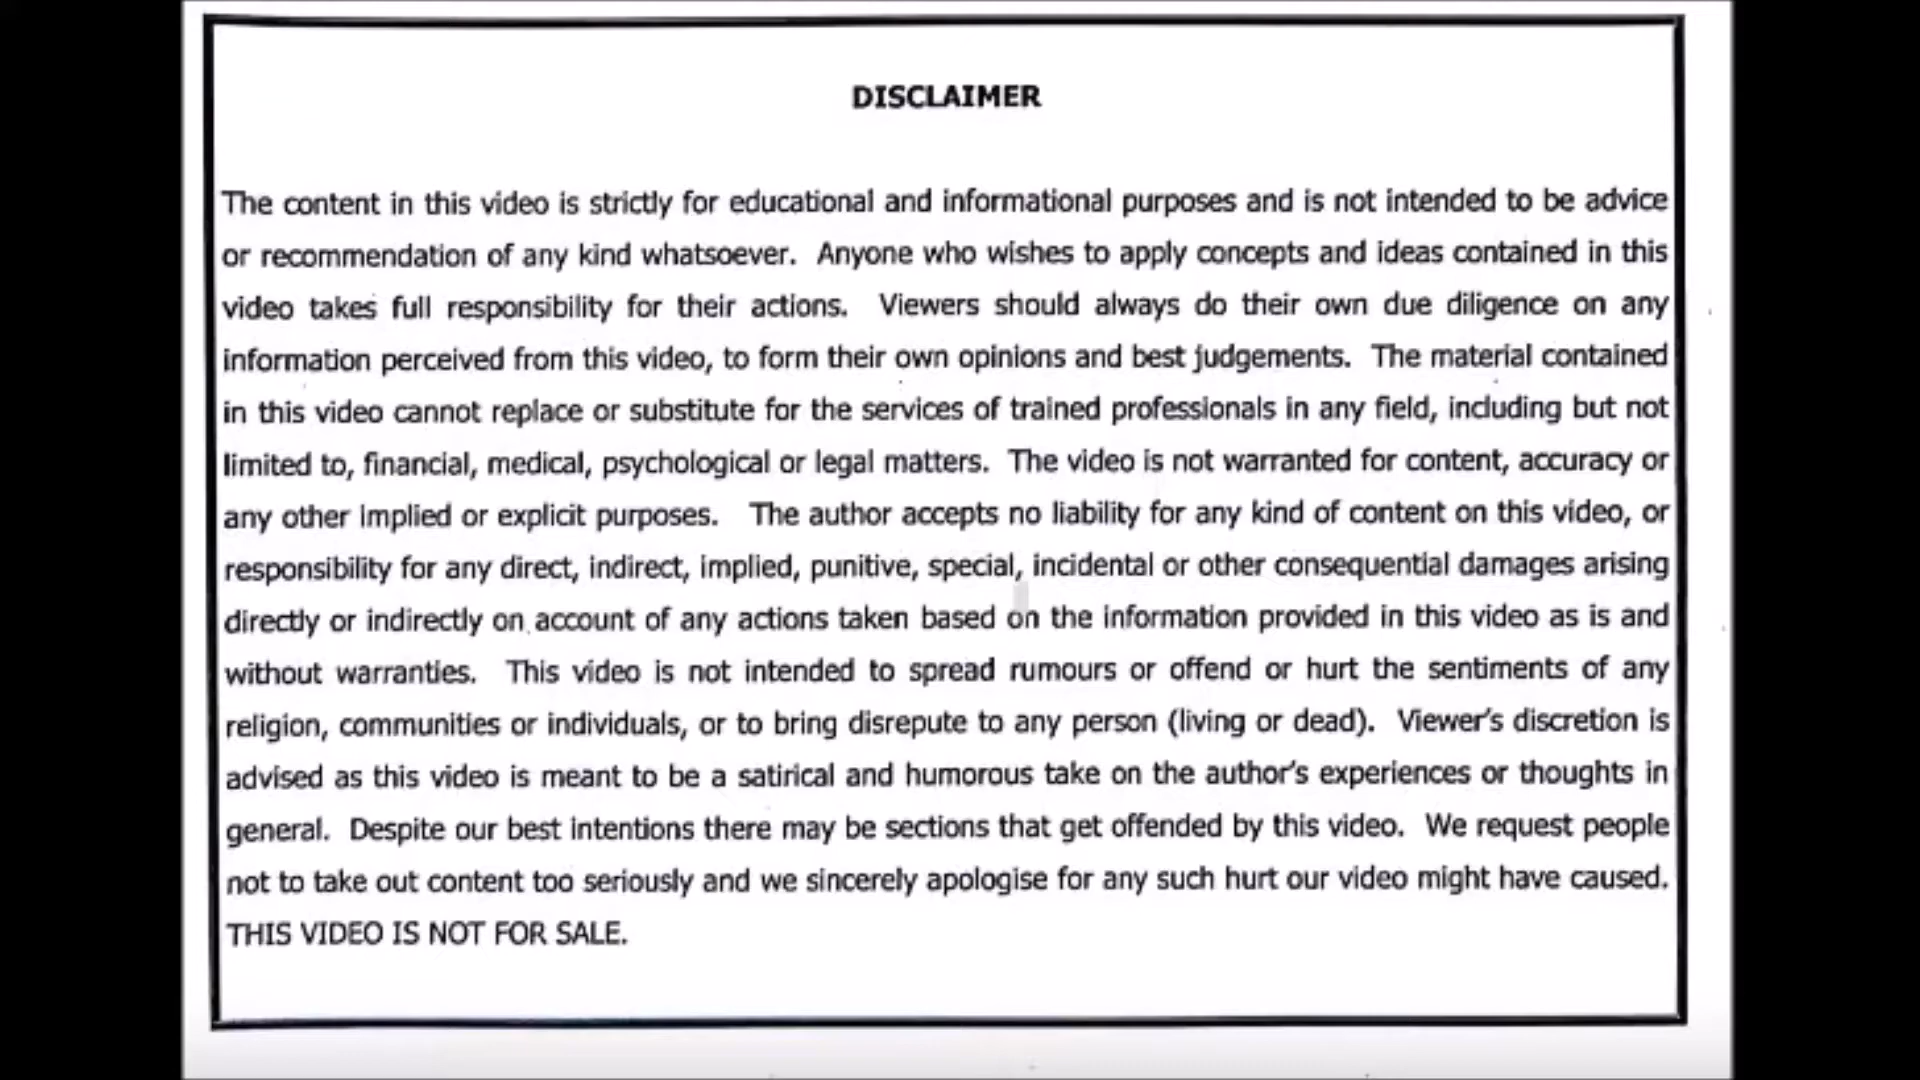 DISCLAIMER
The content in this video is strictly for educational and informational purposes and is not intended to be advice
or recommendation of any kind whatsoever. Anyone who wishes to apply concepts and ideas contained in this
video takes full responsibility for their actions. Viewers should always do their own due diligence on any
information perceived from this video, to form their own opinions and best judgements. The material contained
in this video cannot replace or substitute for the services of trained professionals in any field, including but not
limited to, financial, medical, psychological or legal matters. The video is not warranted for content, accuracy or
any other implied or explicit purposes. The author accepts no liability for any kind of content on this video, or
responsibility for any direct, indirect, implied, punitive, special, incidental or other consequential damages arising
directly or indirectly on account of any actions taken based on the information provided in this video as is and
without warranties. This video is not intended to spread rumours or offend or hurt the sentiments of any
religion, communities or individuals, or to bring disrepute to any person (living or dead). Viewer's discretion is
advised as this video is meant to be a satirical and humorous take on the author's experiences or thoughts in
general. Despite our best intentions there may be sections that get offended by this video. We request people
not to take out content too seriously and we sincerely apologise for any such hurt our video might have caused.
THIS VIDEO IS NOT FOR SALE.